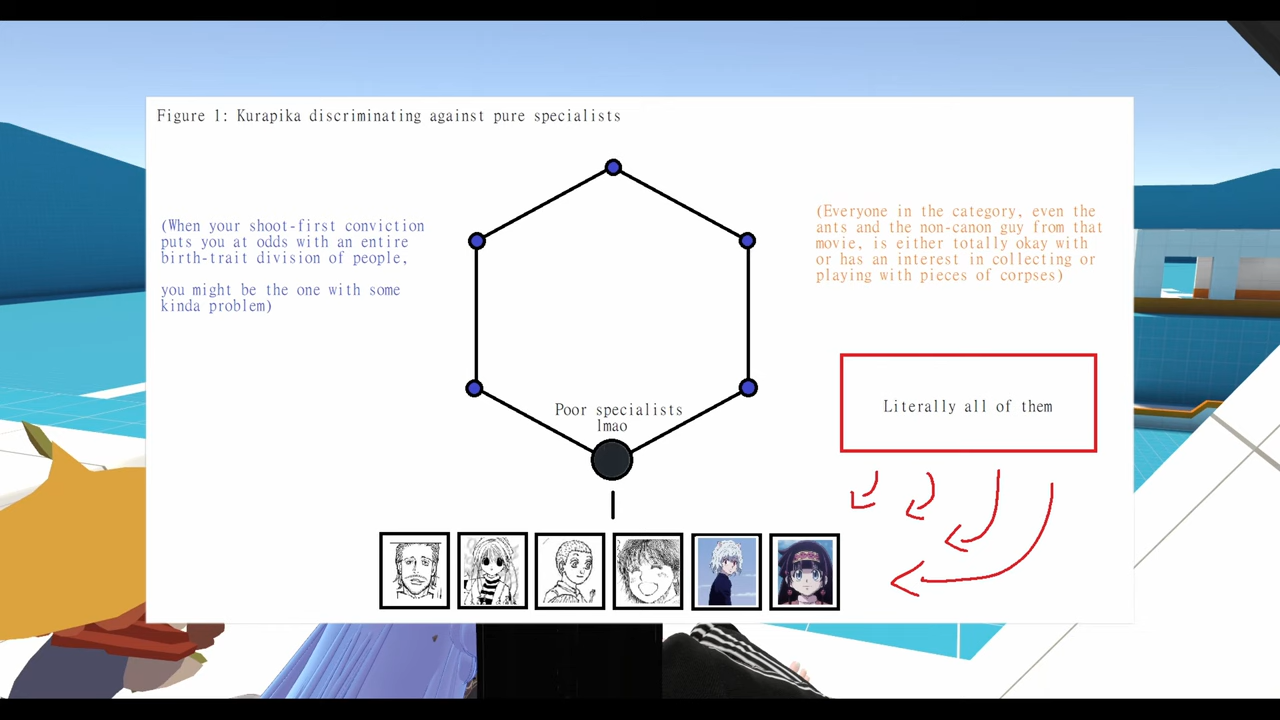 Figure 1: Kurapika discriminating against pure specialists
(When your shoot-first conviction
puts you at odds with an entire
birth-trait division of people,
you might be the one with some
kinda problem)
(Everyone in the category, even the
ants and the non-canon guy from that
movie, is either totally okay with
or has an interest in collecting or
playing with pieces of corpses)
Poor specialists
lmao
Literally all of them